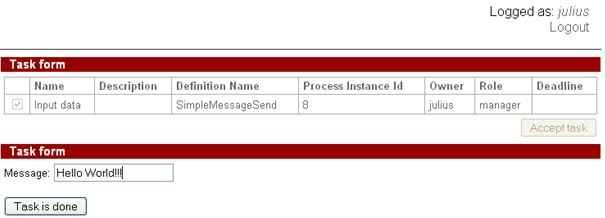 Logged as: julius
Logout
Task form
Name Description Definition Name Process Instance Id Owner Role Deadline
Input data SimpleMessageSend 8 julius manager
Accept task
Task form
Message: Hello World!!!
Task is done